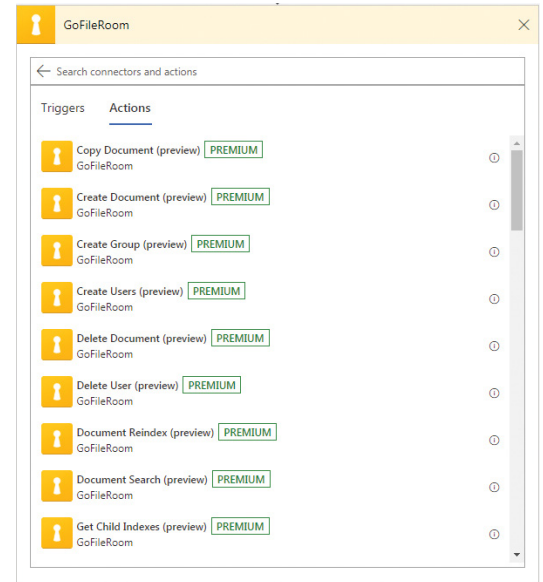 GoFileRoom
Search connectors and actions
Triggers Actions
Copy Document (preview) PREMIUM
GoFileRoom
Create Document (preview) PREMIUM
GoFileRoom
Create Group (preview) PREMIUM
GoFileRoom
Create Users (preview) PREMIUM
GoFileRoom
Delete Document (preview) PREMIUM
GoFileRoom
Delete User (preview) PREMIUM
GoFileRoom
Document Reindex (preview) PREMIUM
GoFileRoom
Document Search (preview) PREMIUM
GoFileRoom
Get Child Indexes (preview) PREMIUM
GoFileRoom